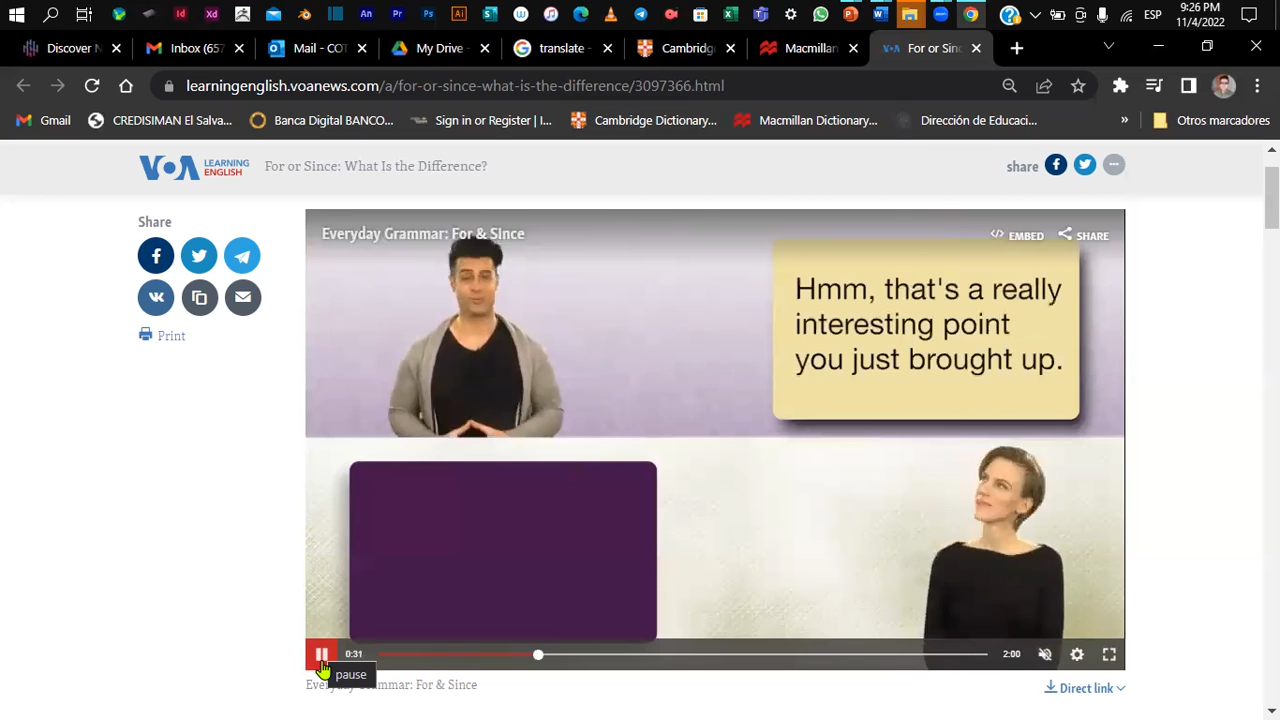 9:26 PM
ESP
11/4/2022
Discover N
Inbox (657
Mail - COT
My Drive -
translate -
Cambridg
Macmillan
For or Sinc
learningenglish.voanews.com/a/for-or-since-what-is-the-difference/3097366.html
Gmail
CREDISIMAN El Salva...
Banca Digital BANCO...
Sign in or Register | I...
Cambridge Dictionary...
Macmillan Dictionary...
Dirección de Educaci...
»
Otros marcadores
VOA LEARNING ENGLISH
For or Since: What Is the Difference?
share
Share
Print
Everyday Grammar: For & Since
</> EMBED
SHARE
Hmm, that's a really
interesting point
you just brought up.
0:31
2:00
pause
Everyday Grammar: For & Since
Direct link